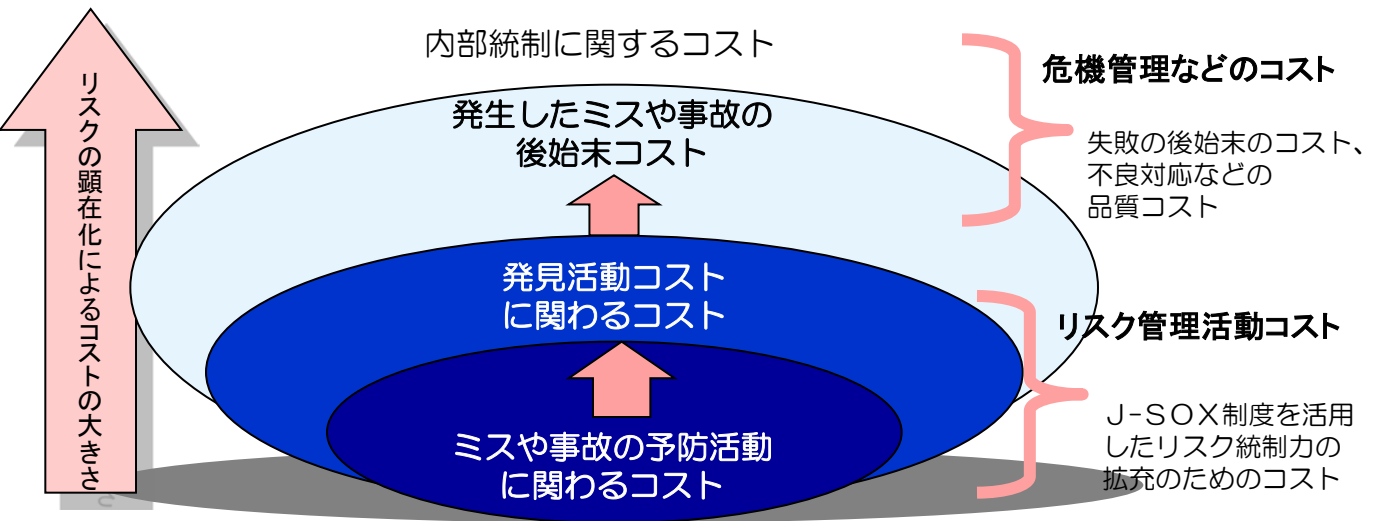 内部統制に関するコスト
リスクの顕在化によるコストの大きさ
発生したミスや事故の
後始末コスト
発見活動コスト
に関わるコスト
ミスや事故の予防活動
に関わるコスト
危機管理などのコスト
失敗の後始末のコスト、
不良対応などの
品質コスト
リスク管理活動コスト
J-SOX制度を活用
したリスク統制力の
拡充のためのコスト